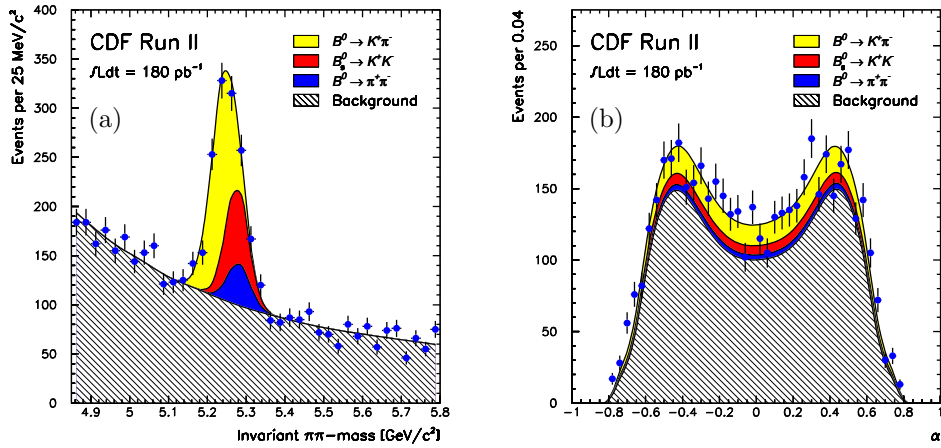 Events per 25 MeV/c²
400
350
300
250
200
150
100
50
0
CDF Run II
∫Ldt = 180 pb⁻¹
(a)
B⁰ → K⁺π⁻
B⁰ₛ → K⁺K⁻
B⁰ → π⁺π⁻
Background
4.9 5 5.1 5.2 5.3 5.4 5.5 5.6 5.7 5.8
Invariant ππ-mass [GeV/c²]
Events per 0.04
250
200
150
100
50
0
CDF Run II
∫Ldt = 180 pb⁻¹
(b)
B⁰ → K⁺π⁻
B⁰ₛ → K⁺K⁻
B⁰ → π⁺π⁻
Background
-1 -0.8 -0.6 -0.4 -0.2 0 0.2 0.4 0.6 0.8 1
α